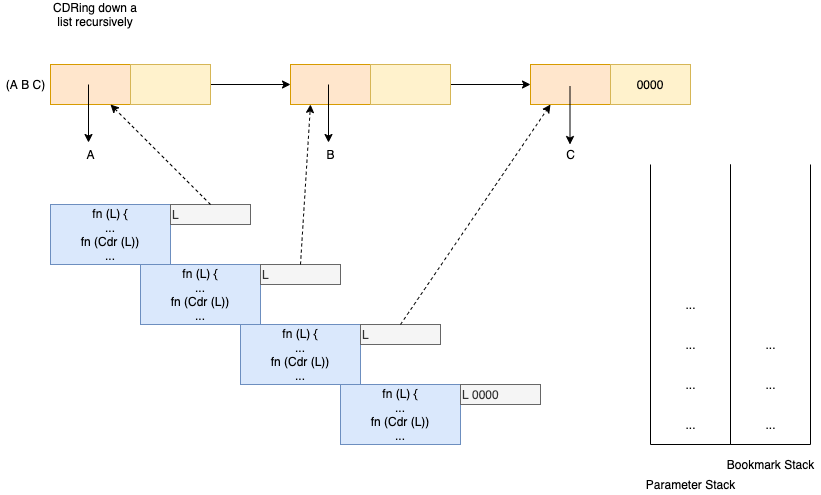 CDRing down a
list recursively
(A B C)
0000
A
B
C
fn (L) {
...
fn (Cdr (L))
...
L
fn (L) {
...
fn (Cdr (L))
...
L
fn (L) {
...
fn (Cdr (L))
...
L
fn (L) {
...
fn (Cdr (L))
...
L 0000
...
... ...
... ...
... ...
Bookmark Stack
Parameter Stack